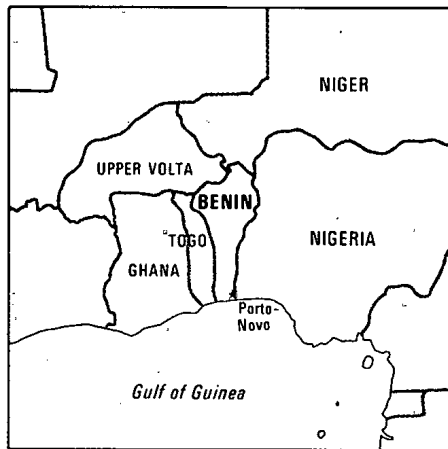 NIGER
UPPER VOLTA
BENIN
TOGO
NIGERIA
GHANA
Porto-
Novo
Gulf of Guinea